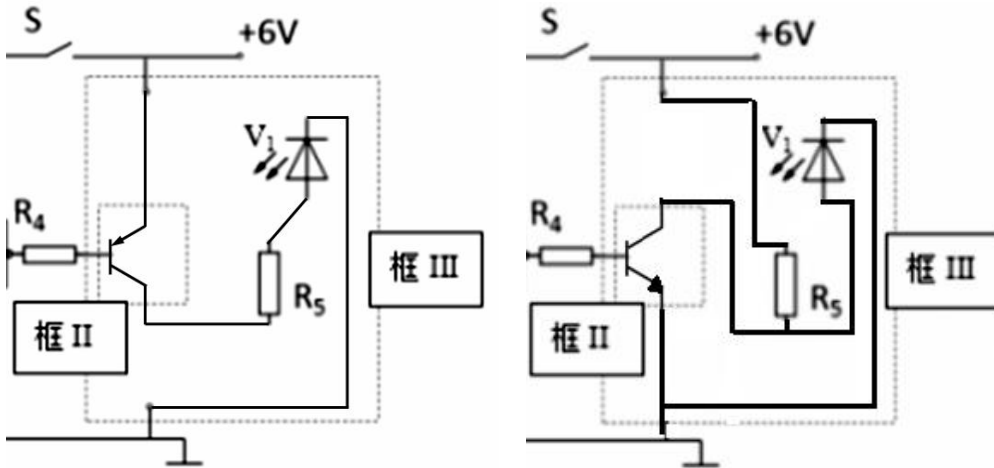 S
+6V
V₁
R₄
R₅
框 III
框 II
S
+6V
V₁
R₄
R₅
框 III
框 II